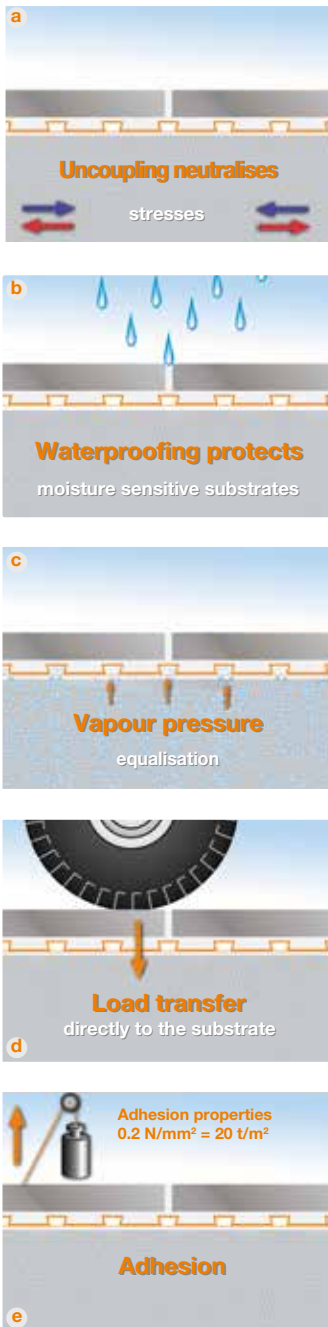 a
Uncoupling neutralises
stresses
b
Waterproofing protects
moisture sensitive substrates
c
Vapour pressure
equalisation
Load transfer
directly to the substrate
d
Adhesion properties
0.2 N/mm² = 20 t/m²
Adhesion
e